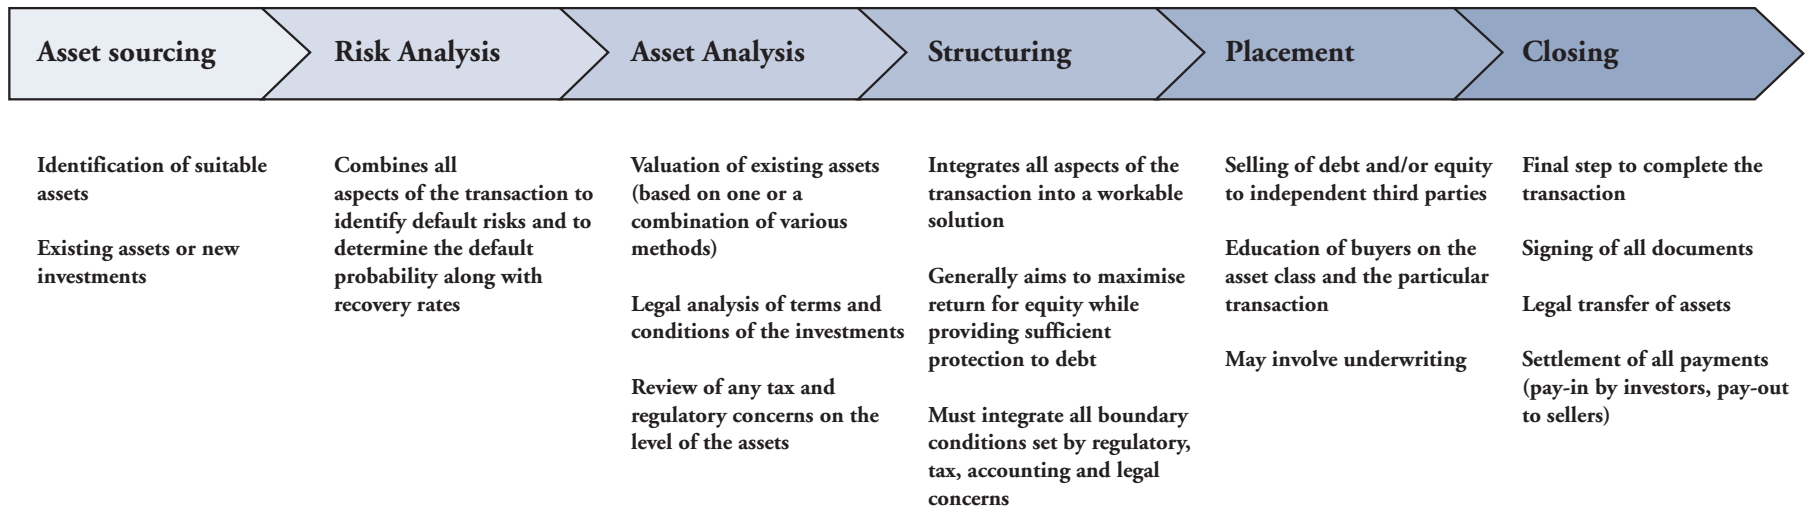 Asset sourcing
Risk Analysis
Asset Analysis
Structuring
Placement
Closing
Identification of suitable
assets
Existing assets or new
investments
Combines all
aspects of the transaction to
identify default risks and to
determine the default
probability along with
recovery rates
Valuation of existing assets
(based on one or a
combination of various
methods)
Legal analysis of terms and
conditions of the investments
Review of any tax and
regulatory concerns on the
level of the assets
Integrates all aspects of the
transaction into a workable
solution
Generally aims to maximise
return for equity while
providing sufficient
protection to debt
Must integrate all boundary
conditions set by regulatory,
tax, accounting and legal
concerns
Selling of debt and/or equity
to independent third parties
Education of buyers on the
asset class and the particular
transaction
May involve underwriting
Final step to complete the
transaction
Signing of all documents
Legal transfer of assets
Settlement of all payments
(pay-in by investors, pay-out
to sellers)